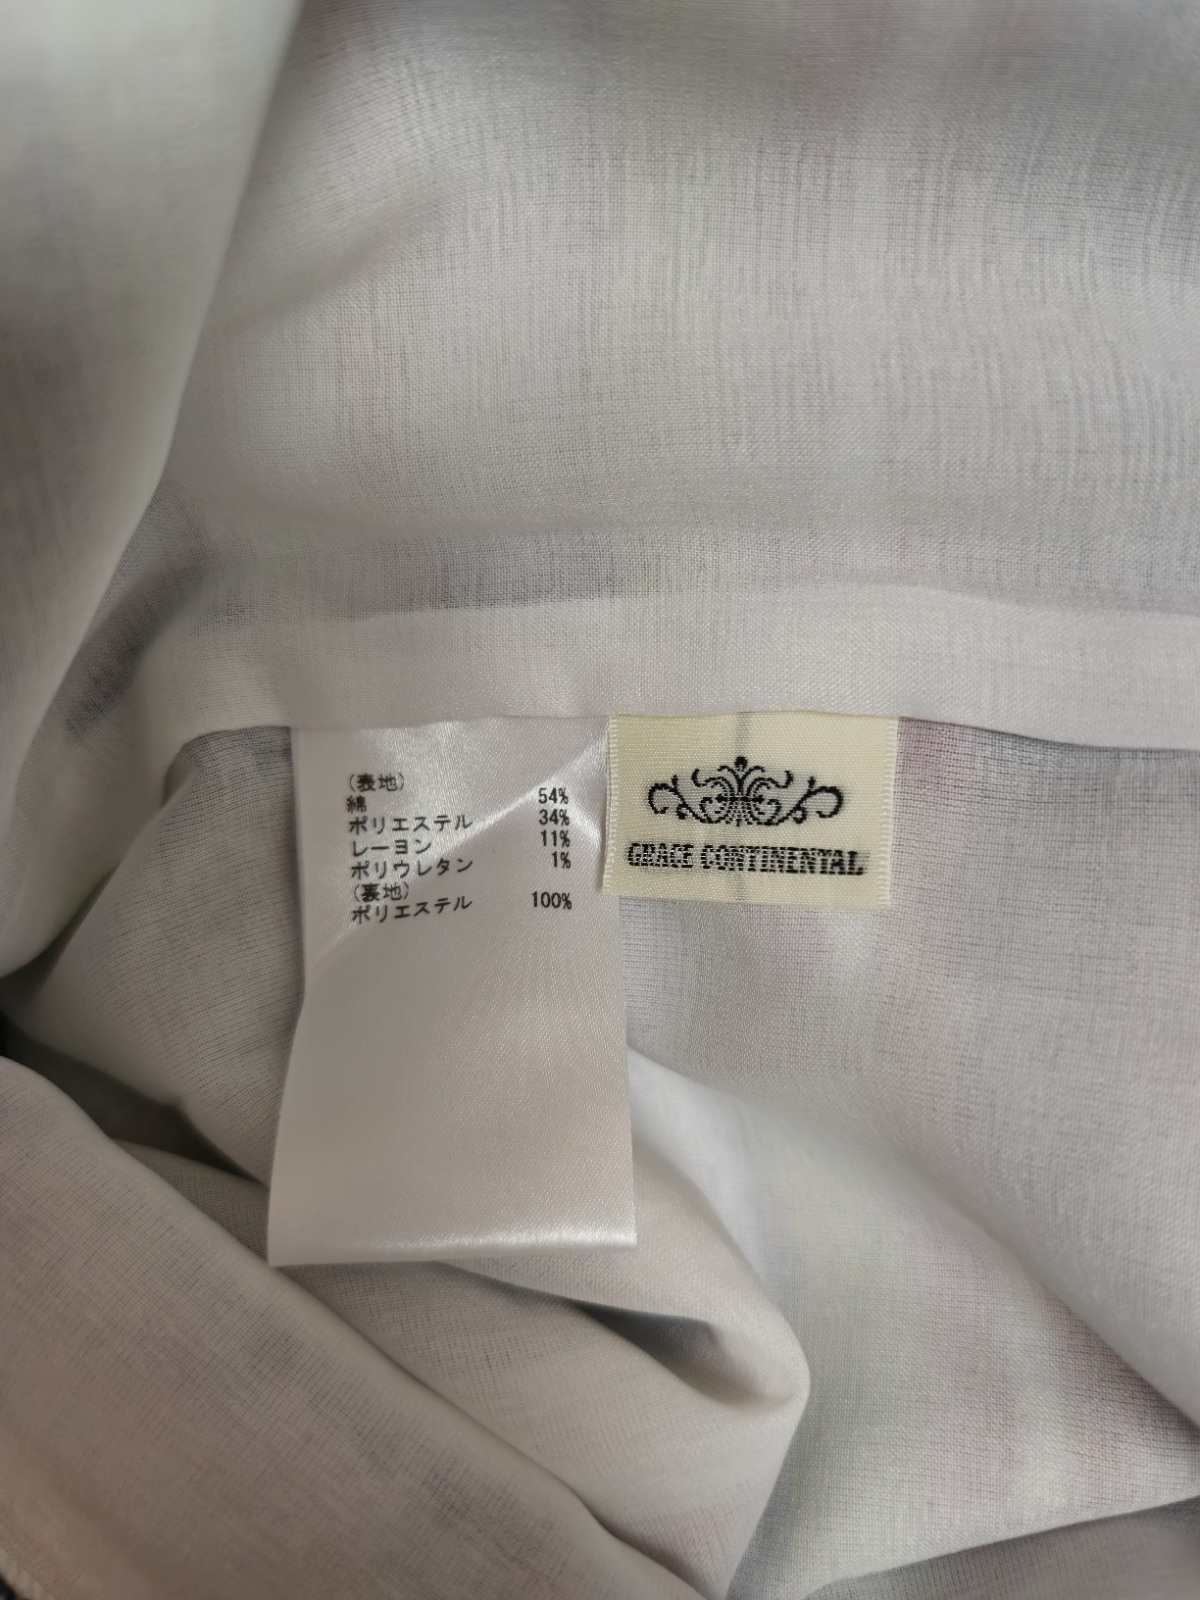 (表地)
綿 54%
ポリエステル 34%
レーヨン 11%
ポリウレタン 1%
(裏地)
ポリエステル 100%
GRACE CONTINENTAL